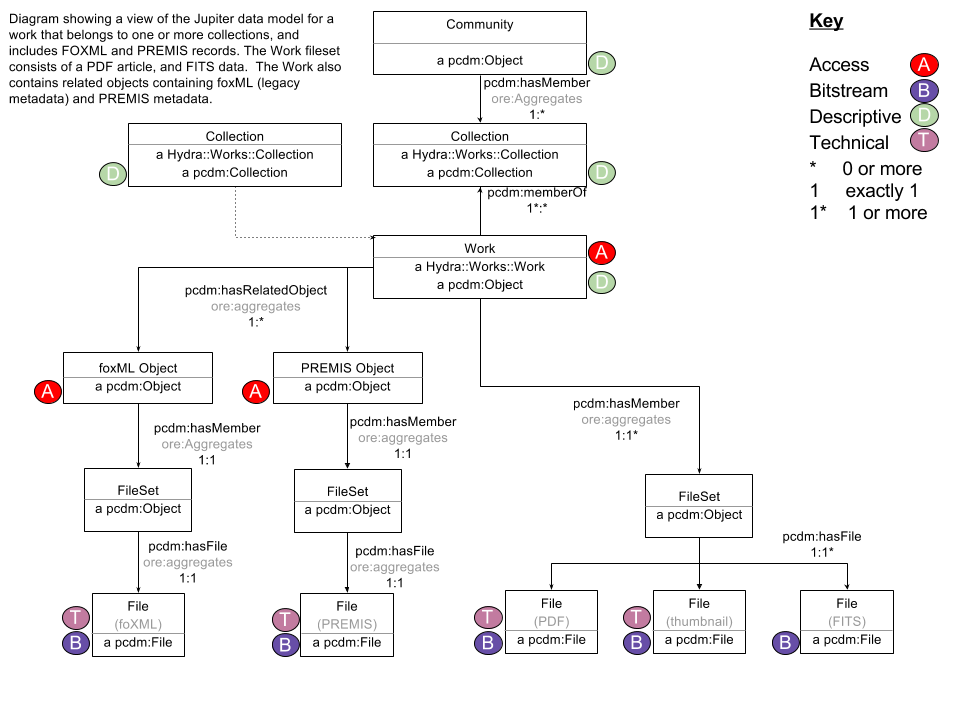 Diagram showing a view of the Jupiter data model for a
work that belongs to one or more collections, and
includes FOXML and PREMIS records. The Work fileset
consists of a PDF article, and FITS data.  The Work also
contains related objects containing foxML (legacy
metadata) and PREMIS metadata.
Key
Access A
Bitstream B
Descriptive D
Technical T
* 0 or more
1 exactly 1
1* 1 or more
Community
a pcdm:Object
D
pcdm:hasMember
ore:Aggregates
1:*
Collection
a Hydra::Works::Collection
a pcdm:Collection
D
Collection
a Hydra::Works::Collection
a pcdm:Collection
D
pcdm:memberOf
1*:*
Work
a Hydra::Works::Work
a pcdm:Object
A
D
pcdm:hasRelatedObject
ore:aggregates
1:*
foxML Object
a pcdm:Object
A
PREMIS Object
a pcdm:Object
A
pcdm:hasMember
ore:Aggregates
1:1
pcdm:hasMember
ore:aggregates
1:1
pcdm:hasMember
ore:aggregates
1:1*
FileSet
a pcdm:Object
FileSet
a pcdm:Object
FileSet
a pcdm:Object
pcdm:hasFile
ore:aggregates
1:1
pcdm:hasFile
ore:aggregates
1:1
pcdm:hasFile
1:1*
File
(foXML)
a pcdm:File
T
B
File
(PREMIS)
a pcdm:File
T
B
File
(PDF)
a pcdm:File
T
B
File
(thumbnail)
a pcdm:File
T
B
File
(FITS)
a pcdm:File
B